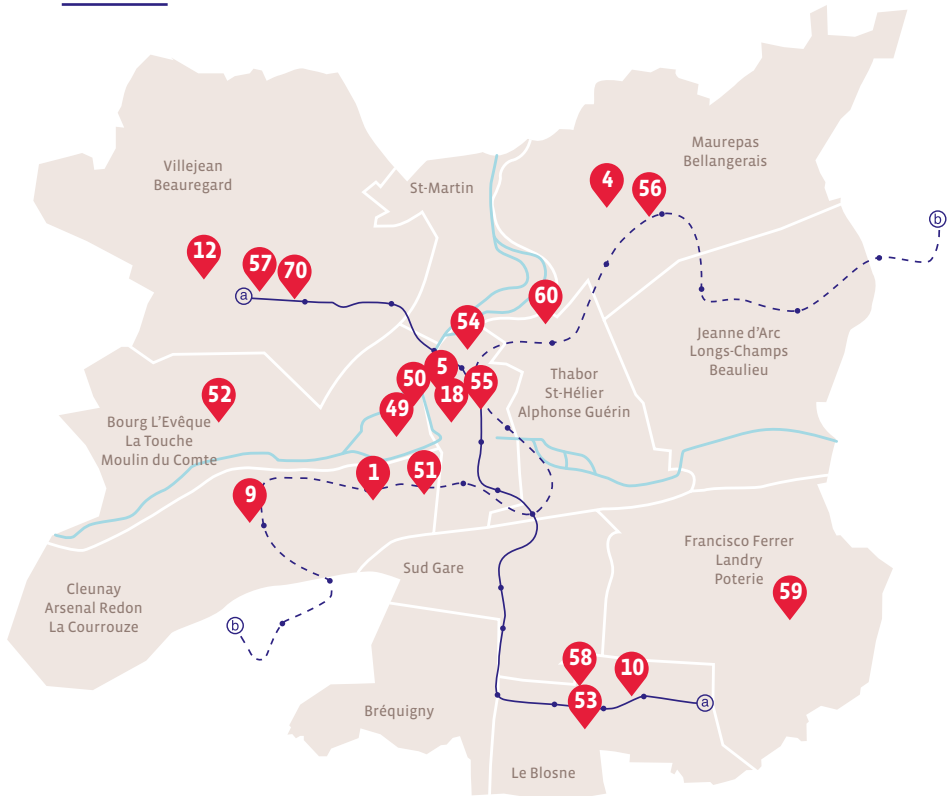 Maurepas
Bellangerais
Villejean
Beauregard
St-Martin
4
56
b
12
57
70
a
60
54
Jeanne d’Arc
Longs-Champs
Beaulieu
5
50
55
18
49
Thabor
St-Hélier
Alphonse Guérin
52
Bourg L’Evêque
La Touche
Moulin du Comte
1
51
9
Francisco Ferrer
Landry
Poterie
Sud Gare
59
Cleunay
Arsenal Redon
La Courrouze
b
58
10
53
a
Bréquigny
Le Blosne